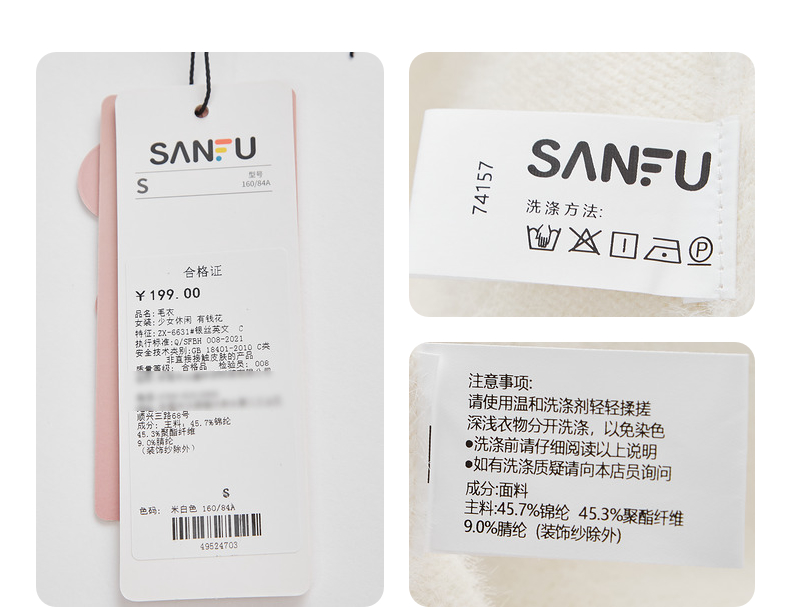 SANFU
S
型号
160/84A
合格证
￥199.00
品名:毛衣
女装:少女休闲 有钱花
特征:ZX-6631#银丝英文 C
执行标准:Q/SFBH 008-2021
安全技术类别:GB 18401-2010 C类
非直接接触皮肤的产品
质量等级: 合格品 检验员: 008
顺兴三路68号
成分: 主料: 45.7%锦纶
45.3%聚酯纤维
9.0%腈纶
(装饰纱除外)
S
色码: 米白色 160/84A
49524703
SANFU
74157
洗涤方法:
P
注意事项:
请使用温和洗涤剂轻轻揉搓
深浅衣物分开洗涤，以免染色
●洗涤前请仔细阅读以上说明
●如有洗涤质疑请向本店员询问
成分:面料
主料:45.7%锦纶 45.3%聚酯纤维
9.0%腈纶 (装饰纱除外)